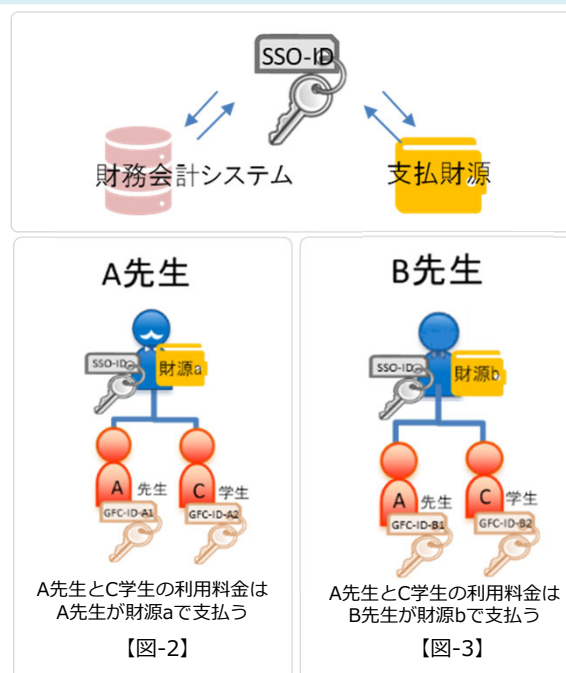 SSO-ID
財務会計システム
支払財源
A先生
SSO-ID
財源a
A 先生
C 学生
GFC-ID-A1
GFC-ID-A2
A先生とC学生の利用料金は
A先生が財源aで支払う
【図-2】
B先生
SSO-ID
財源b
A 先生
C 学生
GFC-ID-B1
GFC-ID-B2
A先生とC学生の利用料金は
B先生が財源bで支払う
【図-3】